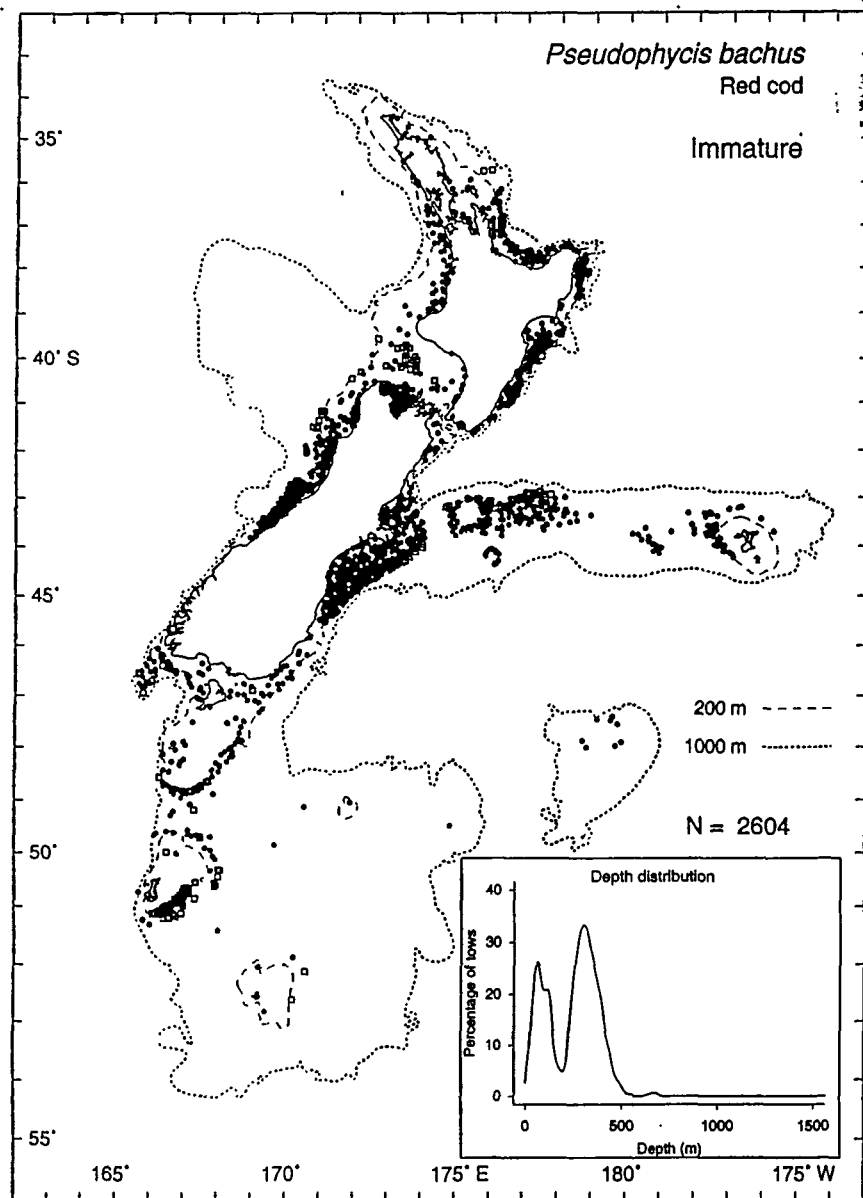 Pseudophycis bachus
Red cod
Immature
35°
40° S
45°
200 m
1000 m
N = 2604
50°
Depth distribution
40
30
20
10
0
Percentage of tows
0 500 1000 1500
Depth (m)
55°
165° 170° 175° E 180° 175° W